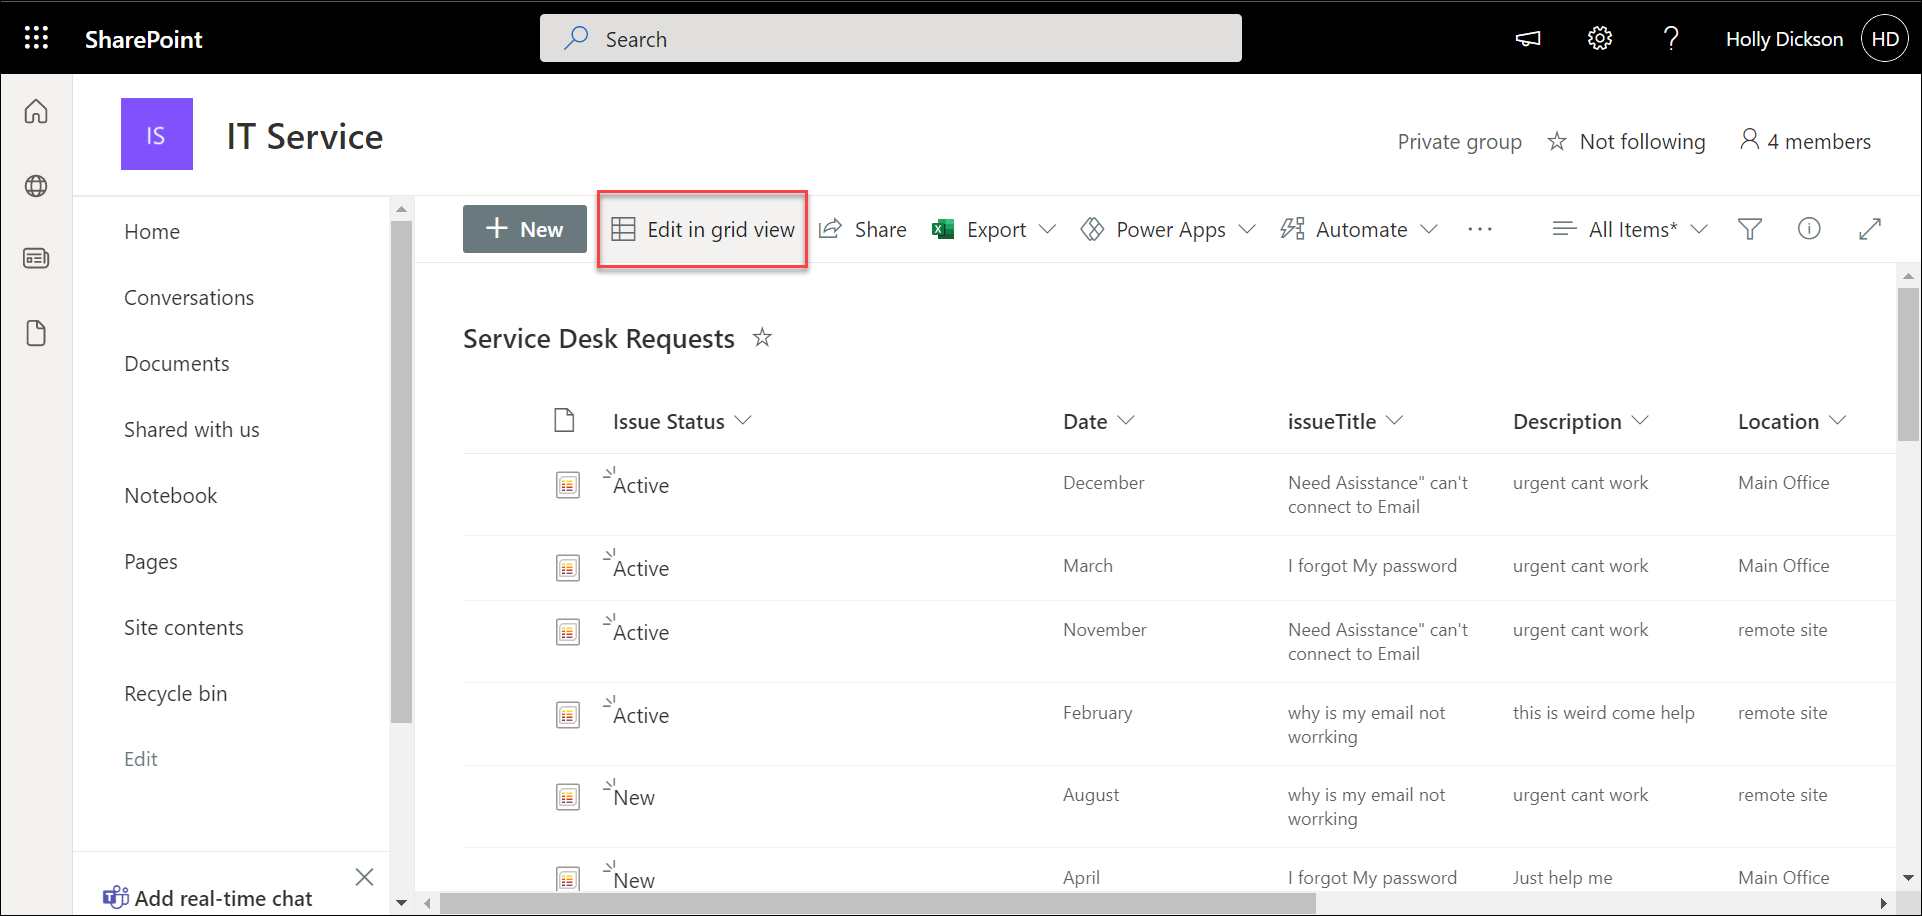 SharePoint
Search
Holly Dickson
HD
IS
IT Service
Private group
Not following
4 members
Home
Conversations
Documents
Shared with us
Notebook
Pages
Site contents
Recycle bin
Edit
Add real-time chat
New
Edit in grid view
Share
Export
Power Apps
Automate
All Items*
Service Desk Requests
Issue Status Date issueTitle Description Location
Active December Need Asisstance" can't urgent cant work Main Office
connect to Email
Active March I forgot My password urgent cant work Main Office
Active November Need Asisstance" can't urgent cant work remote site
connect to Email
Active February why is my email not this is weird come help remote site
worrking
New August why is my email not urgent cant work remote site
worrking
New April I forgot My password Just help me Main Office